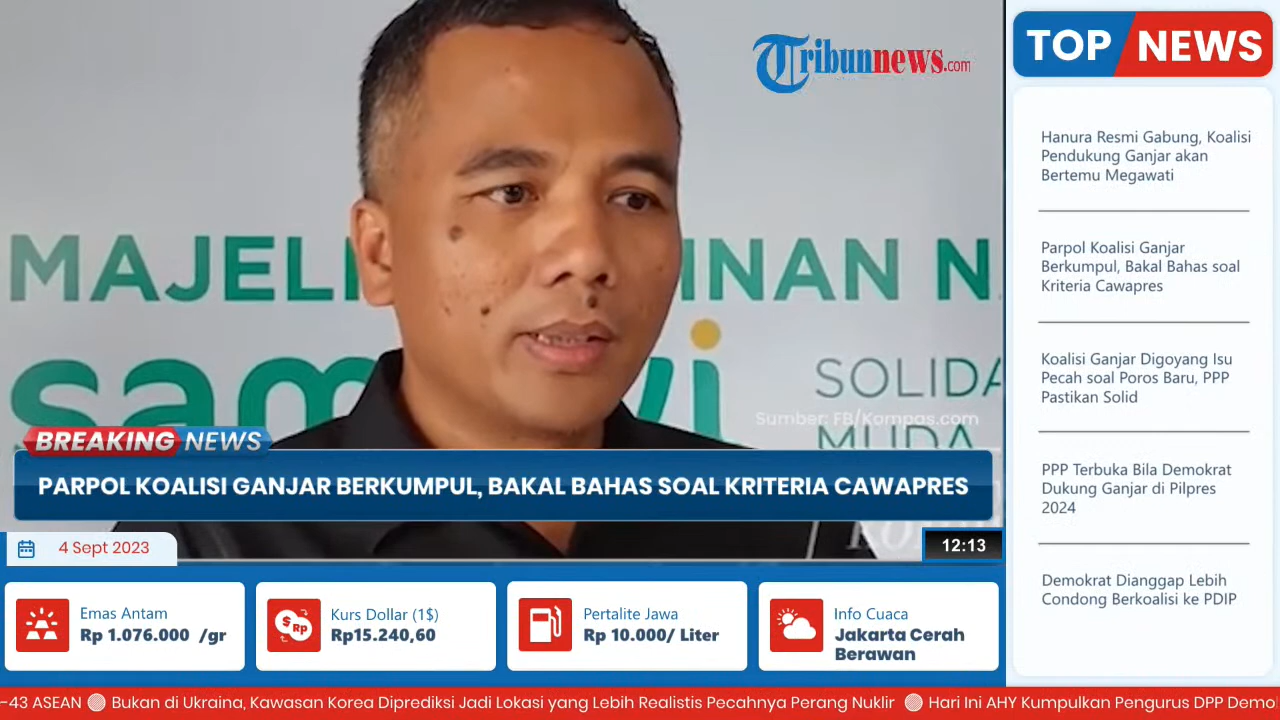 Tribunnews.com
TOP NEWS
Hanura Resmi Gabung, Koalisi
Pendukung Ganjar akan
Bertemu Megawati
Parpol Koalisi Ganjar
Berkumpul, Bakal Bahas soal
Kriteria Cawapres
Koalisi Ganjar Digoyang Isu
Pecah soal Poros Baru, PPP
Pastikan Solid
PPP Terbuka Bila Demokrat
Dukung Ganjar di Pilpres
2024
Demokrat Dianggap Lebih
Condong Berkoalisi ke PDIP
SOLIDA
Sumber: FB/Kompas.com
MUDA
BREAKING NEWS
PARPOL KOALISI GANJAR BERKUMPUL, BAKAL BAHAS SOAL KRITERIA CAWAPRES
4 Sept 2023
12:13
Emas Antam
Rp 1.076.000 /gr
Kurs Dollar (1$)
Rp15.240,60
Pertalite Jawa
Rp 10.000/ Liter
Info Cuaca
Jakarta Cerah
Berawan
-43 ASEAN Bukan di Ukraina, Kawasan Korea Diprediksi Jadi Lokasi yang Lebih Realistis Pecahnya Perang Nuklir Hari Ini AHY Kumpulkan Pengurus DPP Demo